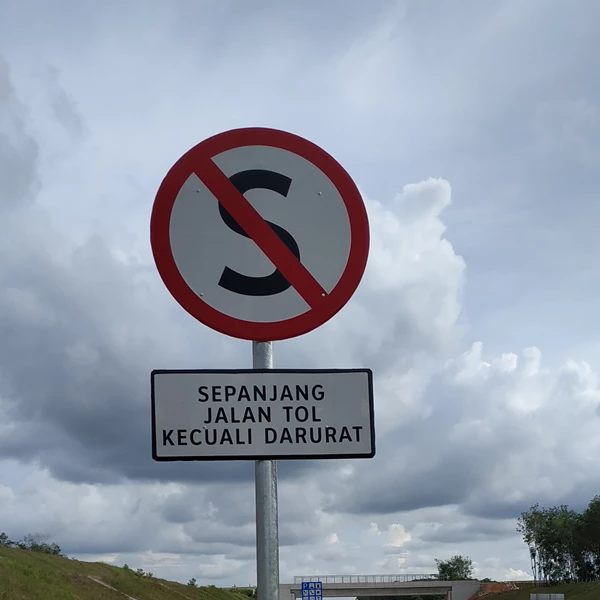 S
SEPANJANG
JALAN TOL
KECUALI DARURAT